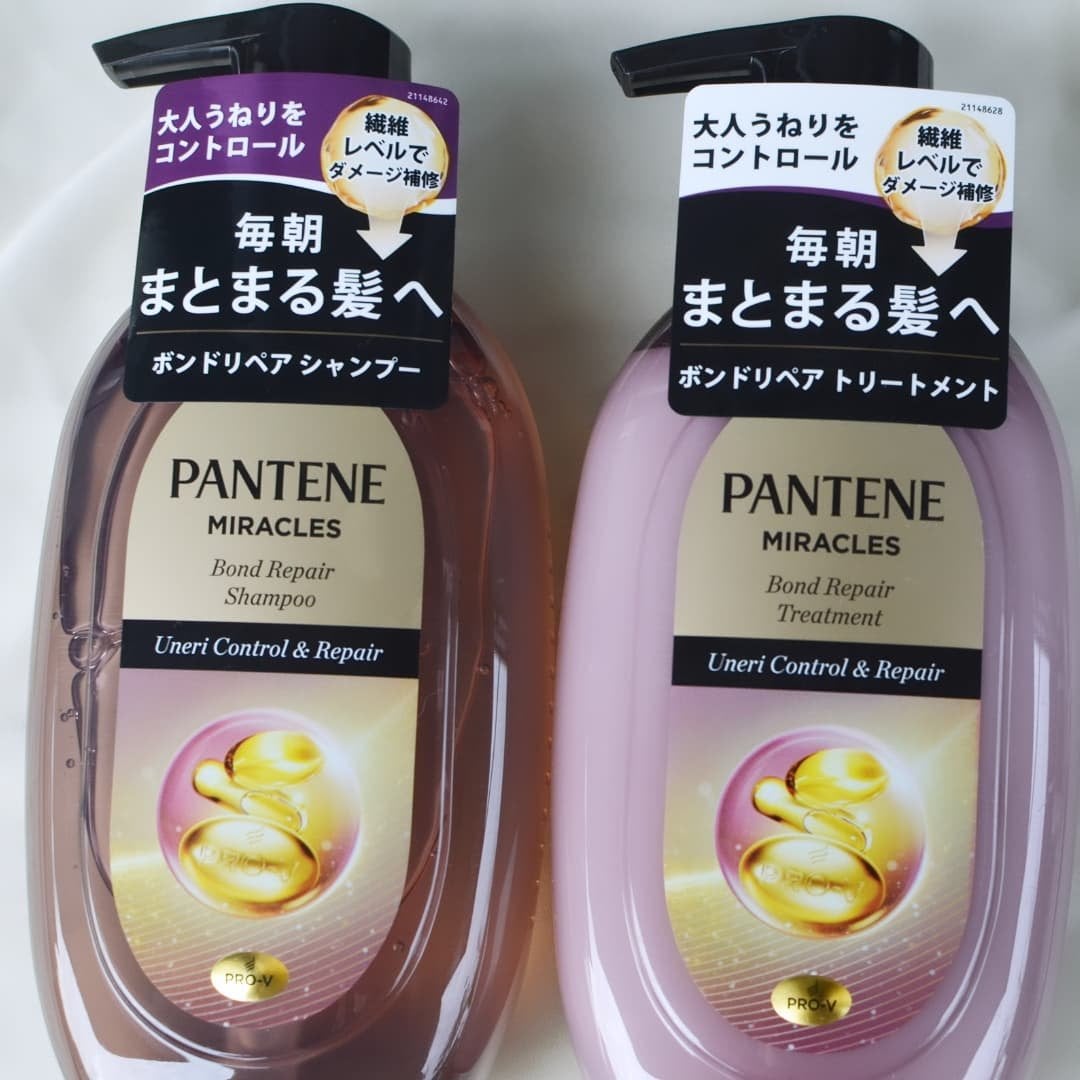 21148642
大人うねりを
コントロール
繊維
レベルで
ダメージ補修
毎朝
まとまる髪へ
ボンドリペア シャンプー
PANTENE
MIRACLES
Bond Repair
Shampoo
Uneri Control & Repair
PRO-V
PRO-V
21148628
大人うねりを
コントロール
繊維
レベルで
ダメージ補修
毎朝
まとまる髪へ
ボンドリペア トリートメント
PANTENE
MIRACLES
Bond Repair
Treatment
Uneri Control & Repair
PRO-V
PRO-V